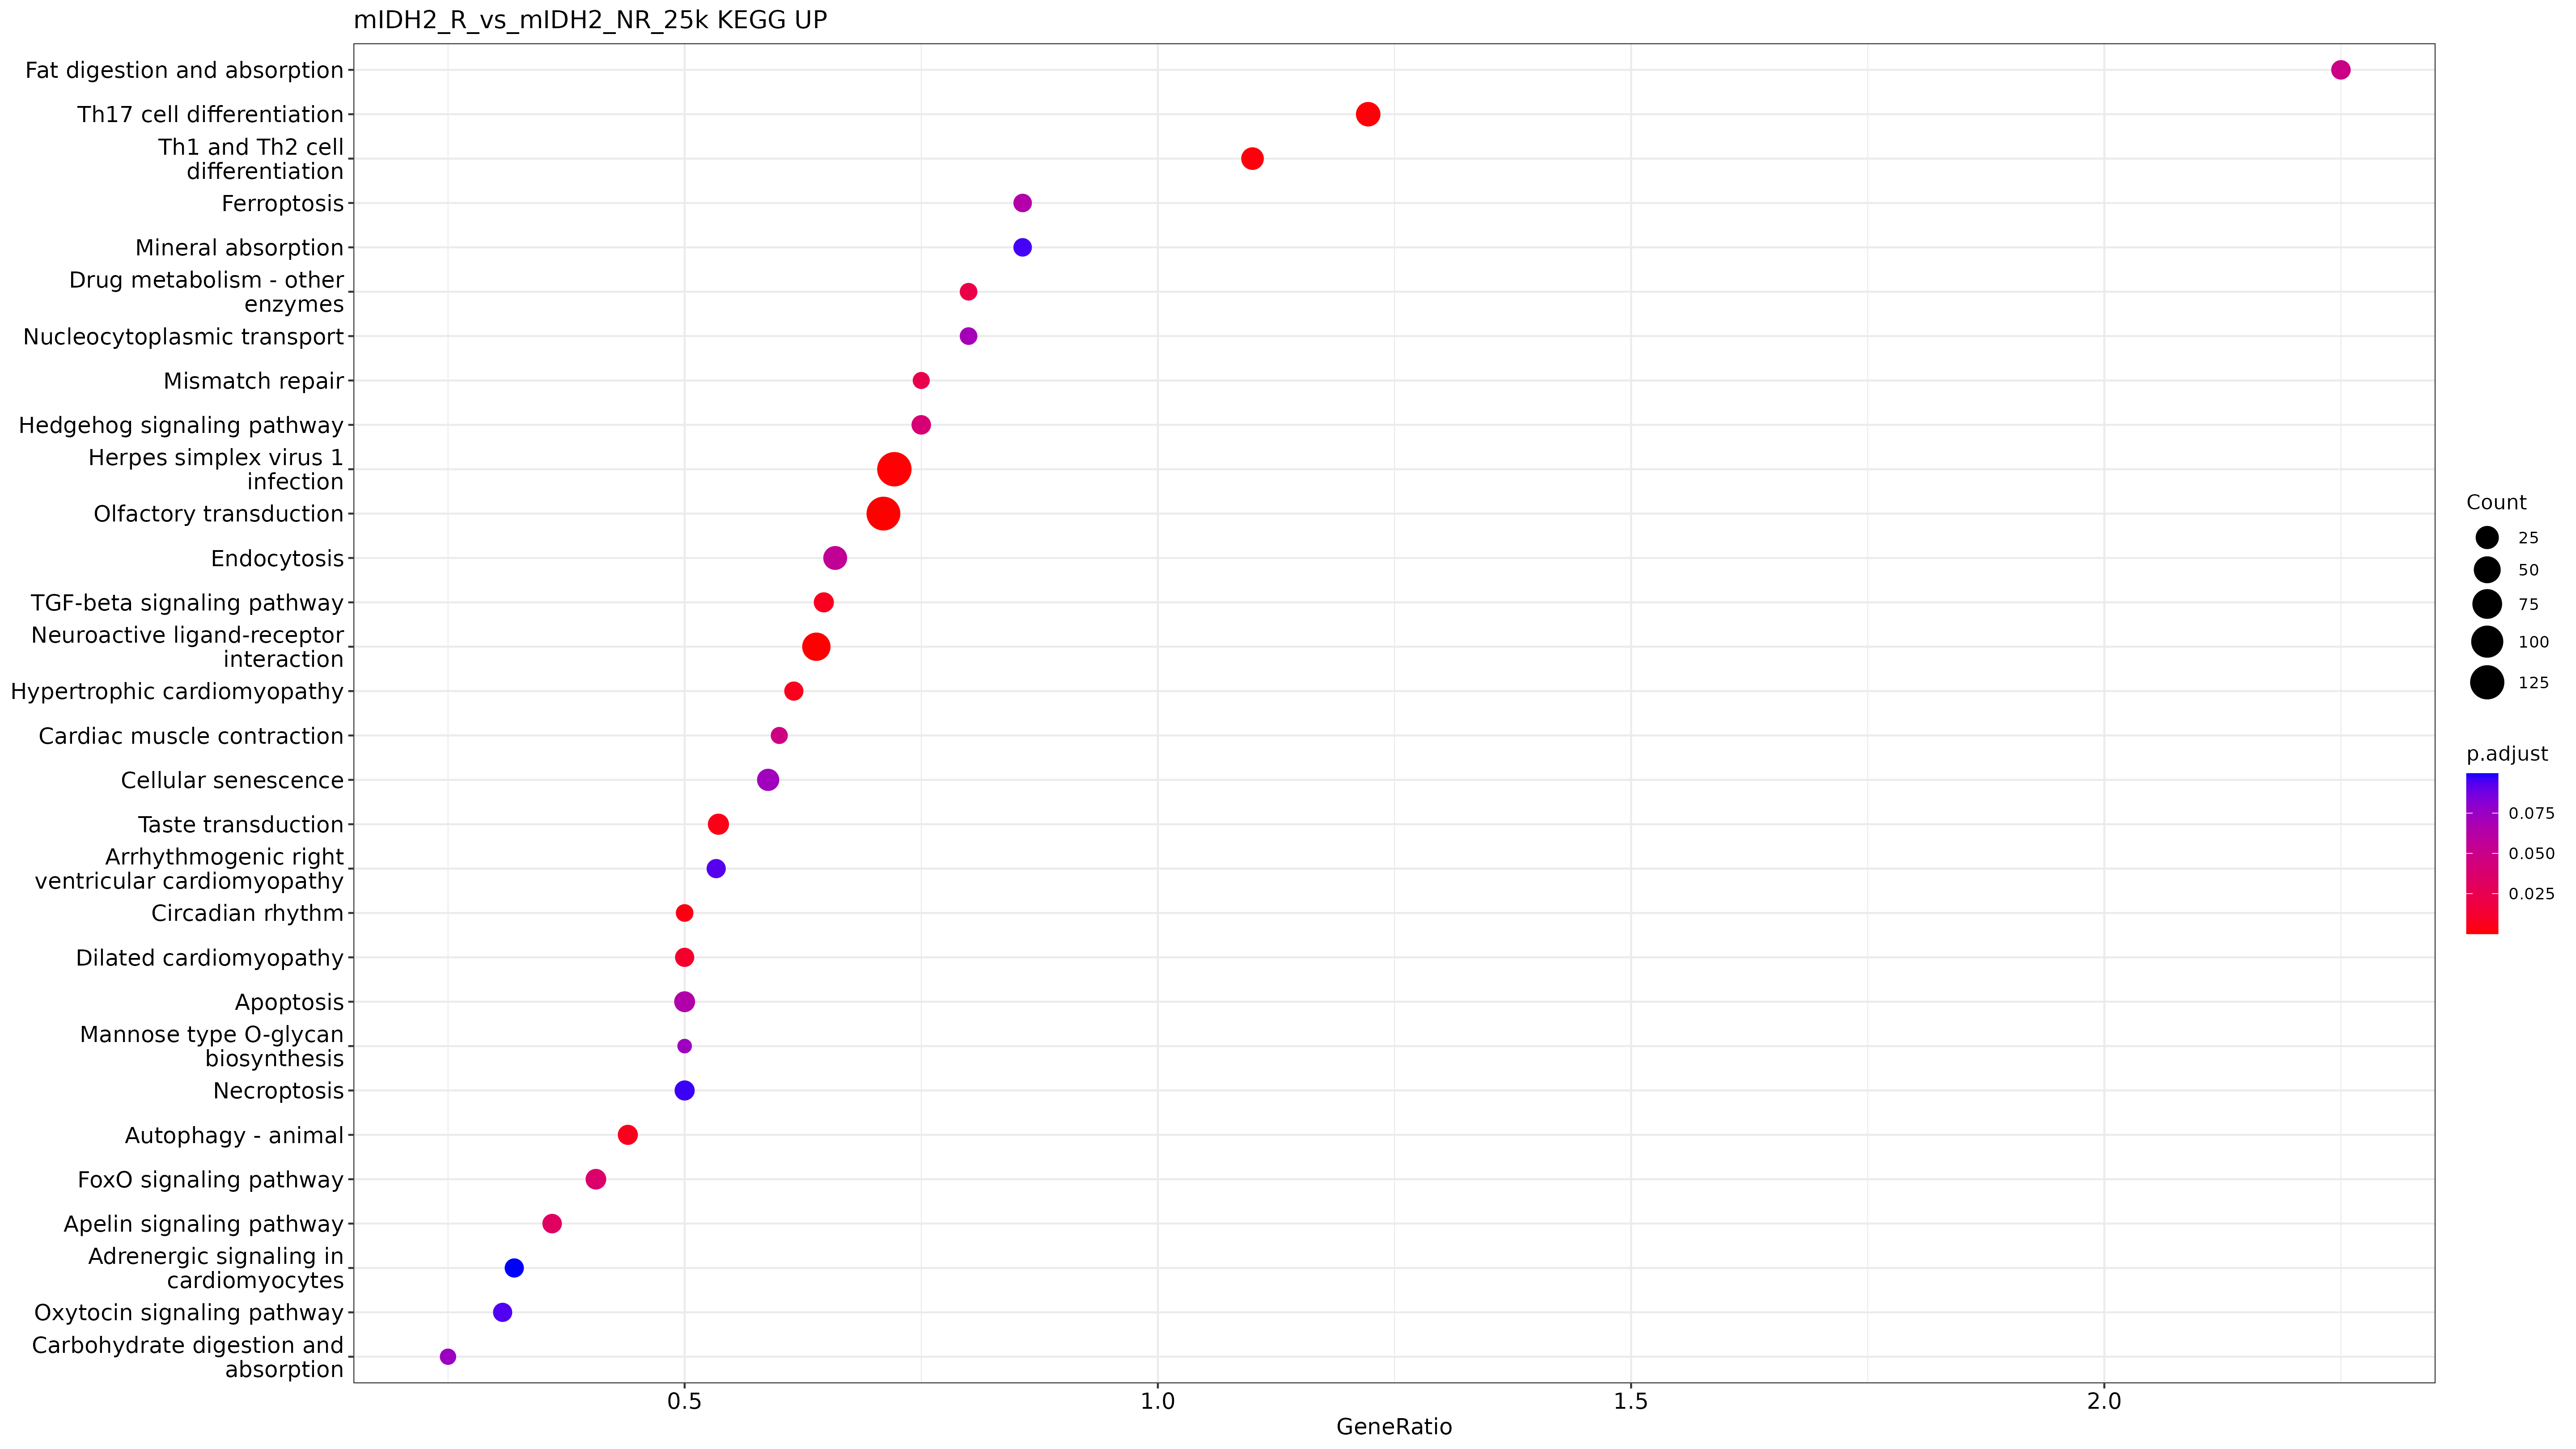 mIDH2_R_vs_mIDH2_NR_25k KEGG UP
Fat digestion and absorption
Th17 cell differentiation
Th1 and Th2 cell
differentiation
Ferroptosis
Mineral absorption
Drug metabolism - other
enzymes
Nucleocytoplasmic transport
Mismatch repair
Hedgehog signaling pathway
Herpes simplex virus 1
infection
Olfactory transduction
Endocytosis
TGF-beta signaling pathway
Neuroactive ligand-receptor
interaction
Hypertrophic cardiomyopathy
Cardiac muscle contraction
Cellular senescence
Taste transduction
Arrhythmogenic right
ventricular cardiomyopathy
Circadian rhythm
Dilated cardiomyopathy
Apoptosis
Mannose type O-glycan
biosynthesis
Necroptosis
Autophagy - animal
FoxO signaling pathway
Apelin signaling pathway
Adrenergic signaling in
cardiomyocytes
Oxytocin signaling pathway
Carbohydrate digestion and
absorption
0.5 1.0 1.5 2.0
GeneRatio
Count
25
50
75
100
125
p.adjust
0.075
0.050
0.025